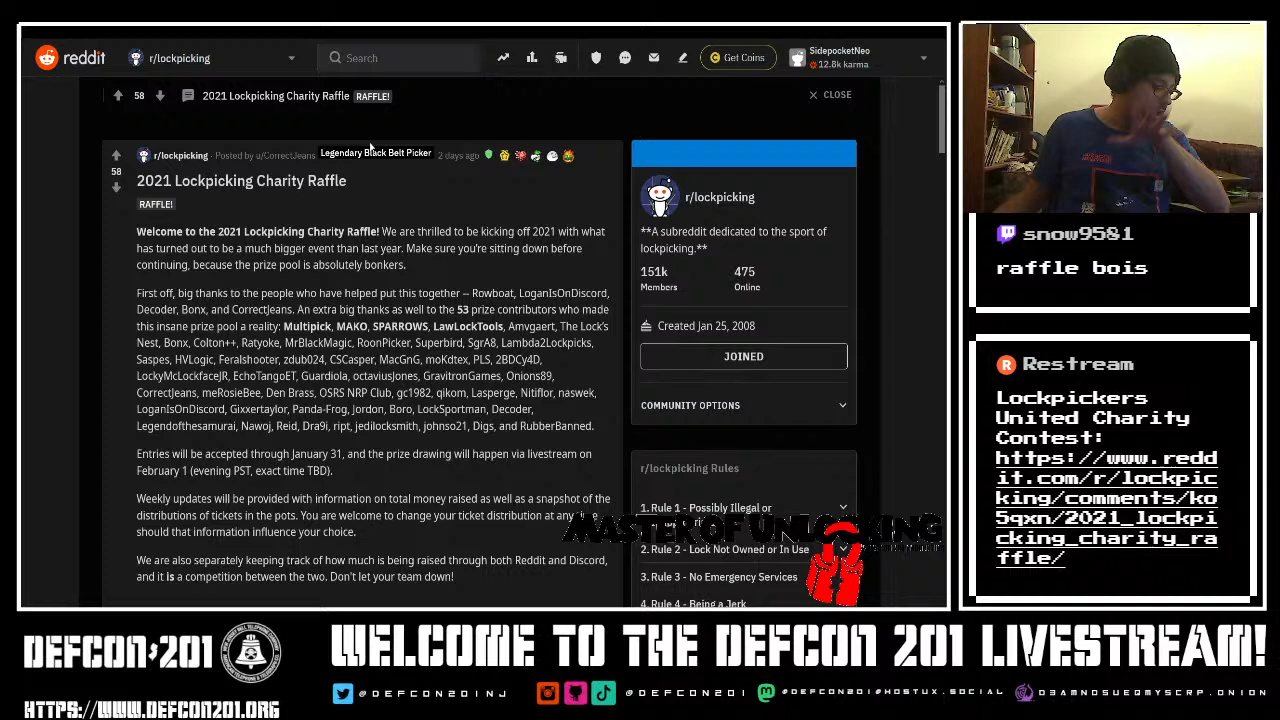 reddit
r/lockpicking
Search
Get Coins
SidepocketNeo
12.8k karma
58
2021 Lockpicking Charity Raffle RAFFLE!
CLOSE
r/lockpicking · Posted by u/CorrectJeans
Legendary Black Belt Picker
2 days ago
58
2021 Lockpicking Charity Raffle
RAFFLE!
Welcome to the 2021 Lockpicking Charity Raffle! We are thrilled to be kicking off 2021 with what
has turned out to be a much bigger event than last year. Make sure you're sitting down before
continuing, because the prize pool is absolutely bonkers.
First off, big thanks to the people who have helped put this together -- Rowboat, LoganIsOnDiscord,
Decoder, Bonx, and CorrectJeans. An extra big thanks as well to the 53 prize contributors who made
this insane prize pool a reality: Multipick, MAKO, SPARROWS, LawLockTools, Amvgaert, The Lock's
Nest, Bonx, Colton++, Ratyoke, MrBlackMagic, RoonPicker, Superbird, SgrA8, Lambda2Lockpicks,
Saspes, HVLogic, Feralshooter, zdub024, CSCasper, MacGnG, moKdtex, PLS, 2BDCy4D,
LockyMcLockfaceJR, EchoTangoET, Guardiola, octaviusJones, GravitronGames, Onions89,
CorrectJeans, meRosieBee, Den Brass, OSRS NRP Club, gc1982, qikom, Lasperge, Nitiflor, naswek,
LoganIsOnDiscord, Gixxertaylor, Panda-Frog, Jordon, Boro, LockSportman, Decoder,
Legendofthesamurai, Nawoj, Reid, Dra9i, ript, jedilocksmith, johnso21, Digs, and RubberBanned.
Entries will be accepted through January 31, and the prize drawing will happen via livestream on
February 1 (evening PST, exact time TBD).
Weekly updates will be provided with information on total money raised as well as a snapshot of the
distributions of tickets in the pots. You are welcome to change your ticket distribution at any
should that information influence your choice.
We are also separately keeping track of how much is being raised through both Reddit and Discord,
and it is a competition between the two. Don't let your team down!
r/lockpicking
**A subreddit dedicated to the sport of
lockpicking.**
151k
Members
475
Online
Created Jan 25, 2008
JOINED
COMMUNITY OPTIONS
r/lockpicking Rules
1. Rule 1 - Possibly Illegal or
MASTER OF UNLOCKING
2. Rule 2 - Lock Not Owned or In Use
3. Rule 3 - No Emergency Services
4. Rule 4 - Being a Jerk
snow9581
raffle bois
Restream
Lockpickers
United Charity
Contest:
https://www.redd
it.com/r/lockpic
king/comments/ko
5qxn/2021_lockpi
cking_charity_ra
ffle/
DEFCON 201
WELCOME TO THE DEFCON 201 LIVESTREAM!
HTTPS://WWW.DEFCON201.ORG
@DEFCON201NJ
@DEFCON201
@DEFCON201@HOSTUX.SOCIAL
D3AMNOSUEQMYSCRP.ONION